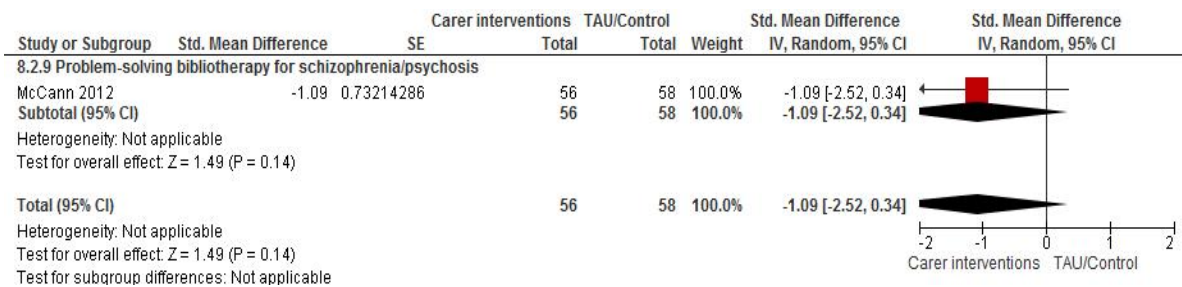 Carer interventions TAU/Control Std. Mean Difference Std. Mean Difference
Study or Subgroup Std. Mean Difference SE Total Total Weight IV, Random, 95% CI IV, Random, 95% CI
8.2.9 Problem-solving bibliotherapy for schizophrenia/psychosis
McCann 2012 -1.09 0.73214286 56 58 100.0% -1.09 [-2.52, 0.34]
Subtotal (95% CI) 56 58 100.0% -1.09 [-2.52, 0.34]
Heterogeneity: Not applicable
Test for overall effect: Z = 1.49 (P = 0.14)
Total (95% CI) 56 58 100.0% -1.09 [-2.52, 0.34]
Heterogeneity: Not applicable
Test for overall effect: Z = 1.49 (P = 0.14)
Test for subgroup differences: Not applicable
-2 -1 0 1 2
Carer interventions TAU/Control